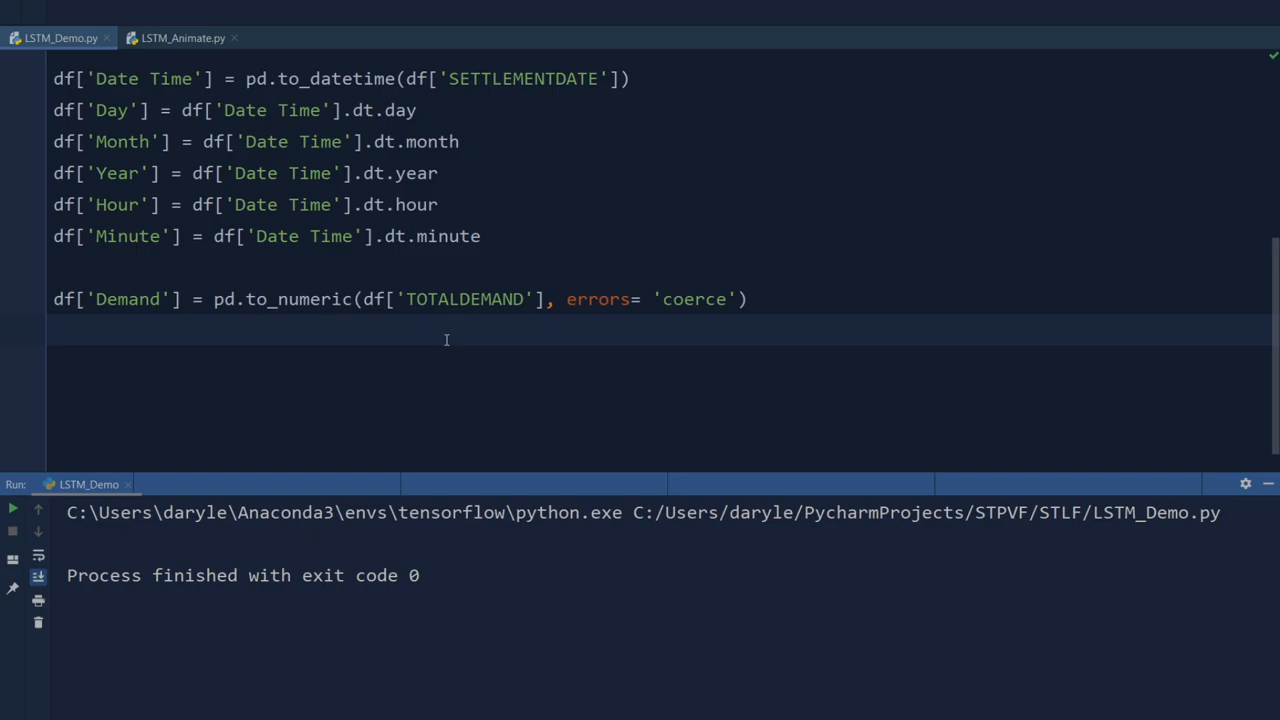 LSTM_Demo.py LSTM_Animate.py
df['Date Time'] = pd.to_datetime(df['SETTLEMENTDATE'])
df['Day'] = df['Date Time'].dt.day
df['Month'] = df['Date Time'].dt.month
df['Year'] = df['Date Time'].dt.year
df['Hour'] = df['Date Time'].dt.hour
df['Minute'] = df['Date Time'].dt.minute
df['Demand'] = pd.to_numeric(df['TOTALDEMAND'], errors= 'coerce')
Run: LSTM_Demo
C:\Users\daryle\Anaconda3\envs\tensorflow\python.exe C:/Users/daryle/PycharmProjects/STPVF/STLF/LSTM_Demo.py
Process finished with exit code 0